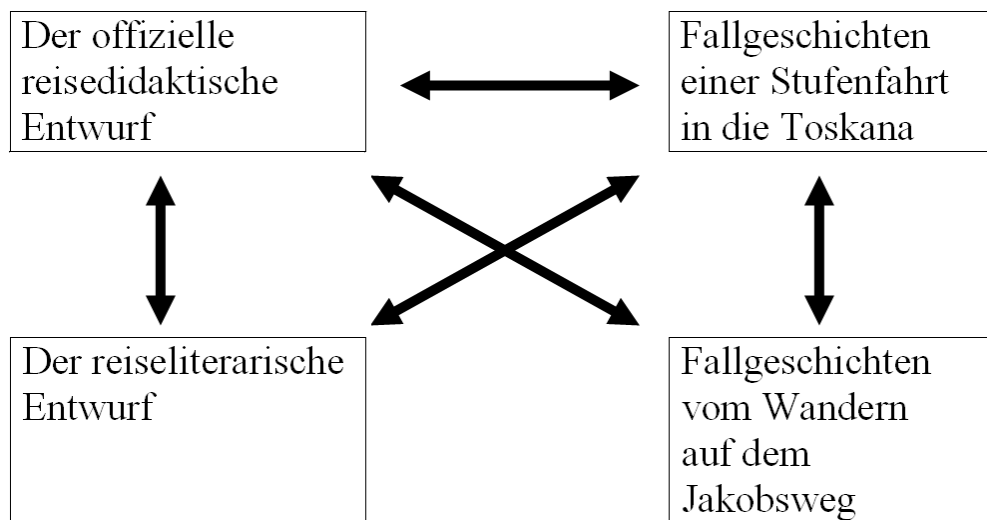 Der offizielle
reisedidaktische
Entwurf
Fallgeschichten
einer Stufenfahrt
in die Toskana
Der reiseliterarische
Entwurf
Fallgeschichten
vom Wandern
auf dem
Jakobsweg